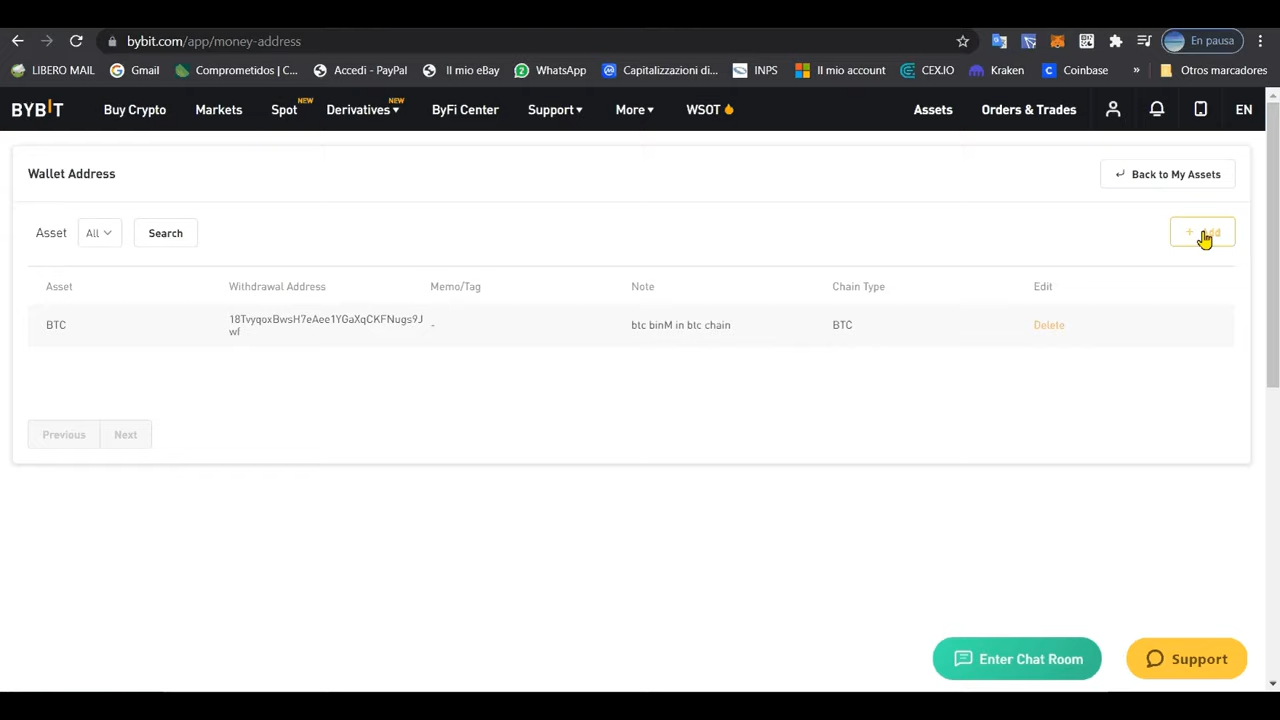 bybit.com/app/money-address
En pausa
LIBERO MAIL Gmail Comprometidos | C... Accedi - PayPal Il mio eBay WhatsApp Capitalizzazioni di... INPS Il mio account CEX.IO Kraken Coinbase » Otros marcadores
BYBIT Buy Crypto Markets Spot NEW Derivatives NEW ByFi Center Support More WSOT Assets Orders & Trades EN
Wallet Address
Back to My Assets
Asset All Search
+
Asset Withdrawal Address Memo/Tag Note Chain Type Edit
BTC 18TvyqoxBwsH7eAee1YGaXqCKFNugs9J - btc binM in btc chain BTC Delete
wf
Previous Next
Enter Chat Room Support